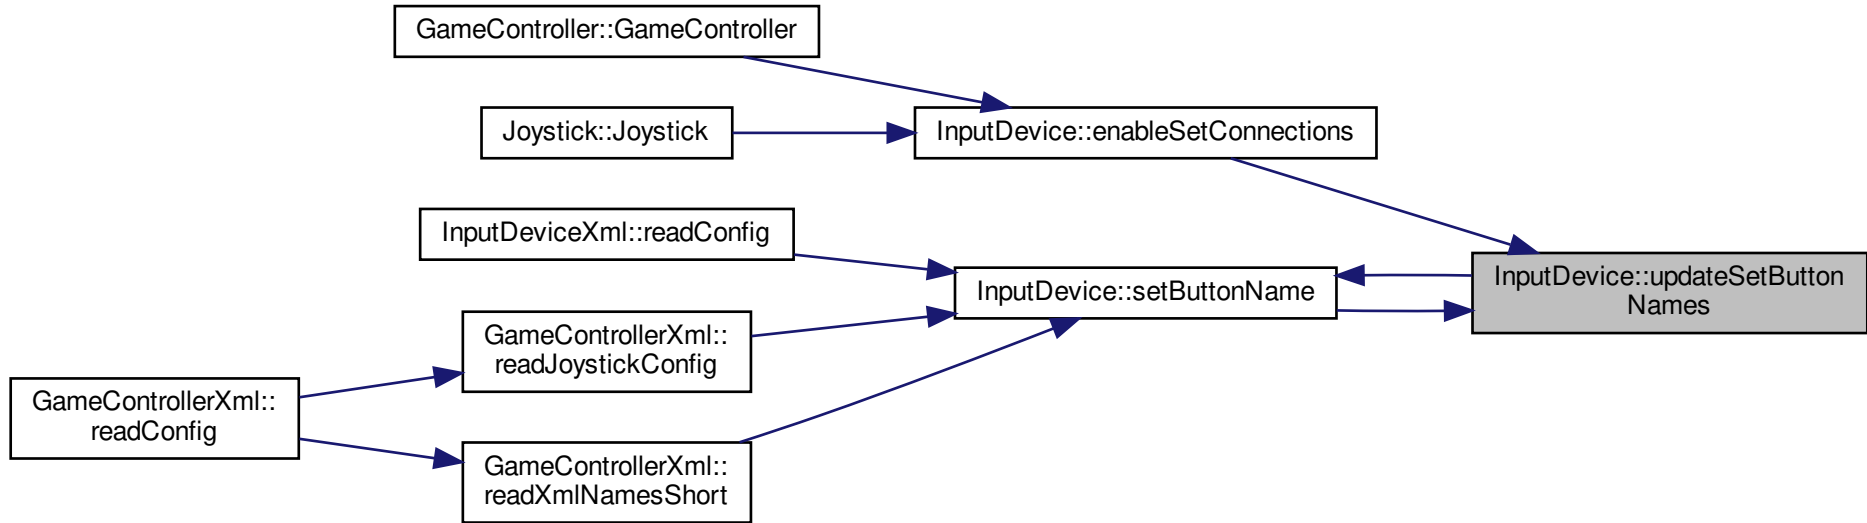 GameController::GameController
Joystick::Joystick
InputDevice::enableSetConnections
InputDeviceXml::readConfig
InputDevice::setButtonName
InputDevice::updateSetButton
Names
GameControllerXml::
readJoystickConfig
GameControllerXml::
readConfig
GameControllerXml::
readXmlNamesShort